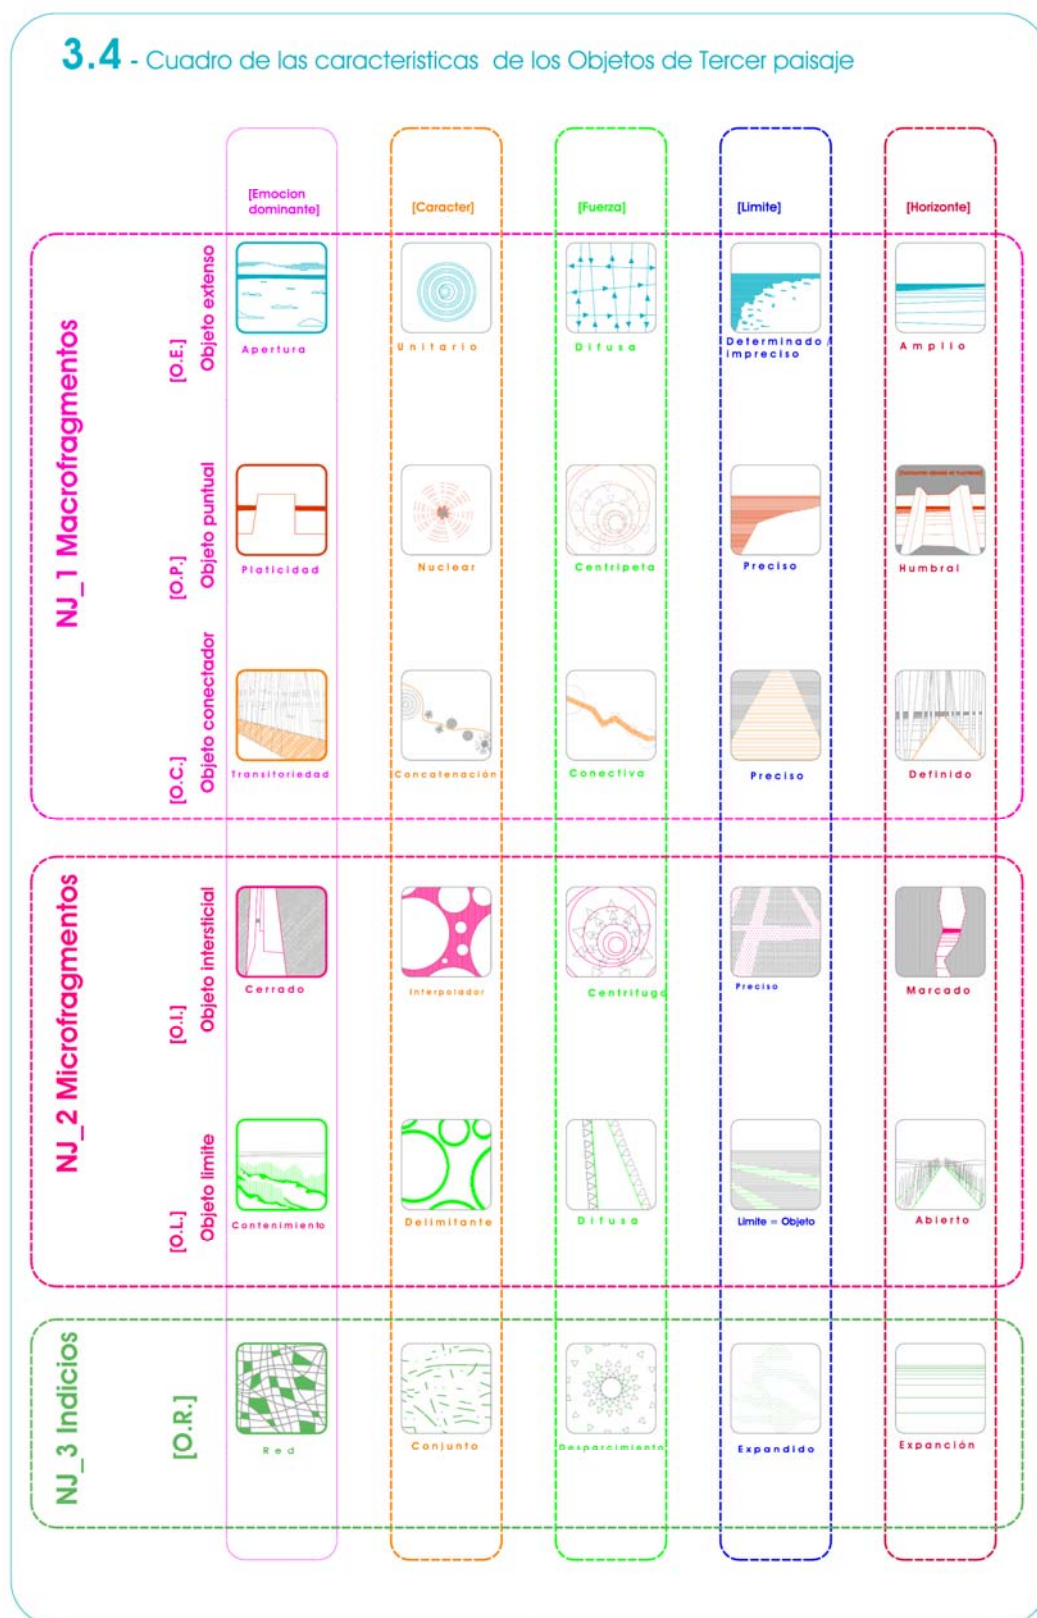 3.4 - Cuadro de las caracteristicas de los Objetos de Tercer paisaje
[Emocion
dominante]
[Caracter]
[Fuerza]
[Limite]
[Horizonte]
NJ_1 Macrofragmentos
[O.E.]
Objeto extenso
Apertura
Unitario
Difusa
Determinado /
impreciso
Amplio
[O.P.]
Objeto puntual
Platicidad
Nuclear
Centripeta
Preciso
Humbral
[O.C.]
Objeto conectador
Transitoriedad
Concatenación
Conectiva
Preciso
Definido
NJ_2 Microfragmentos
[O.I.]
Objeto intersticial
Cerrado
Interpolador
Centrifuga
Preciso
Marcado
[O.L.]
Objeto limite
Contenimiento
Delimitante
Difusa
Limite = Objeto
Abierto
NJ_3 Indicios
[O.R.]
Red
Conjunto
Desparcimiento
Expandido
Expanción